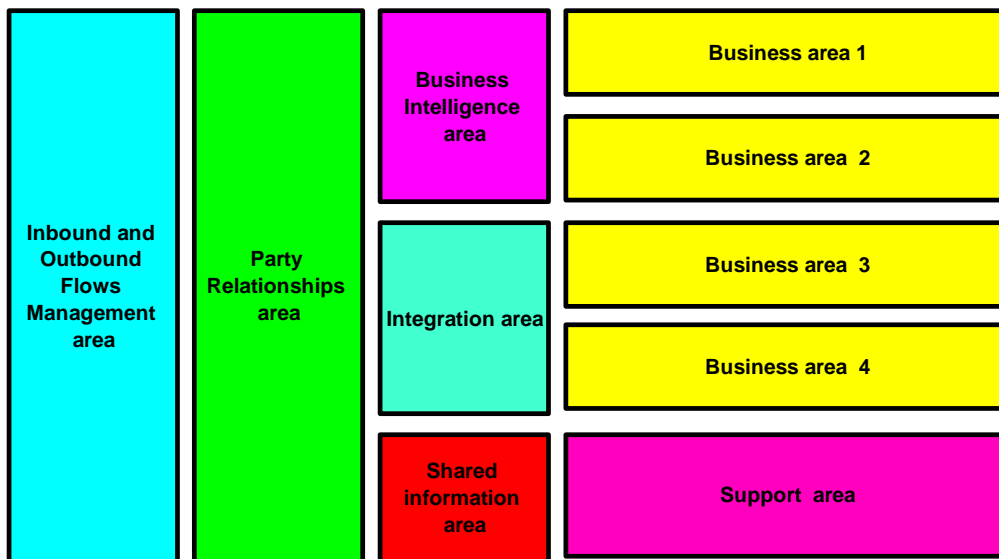 Inbound and
Outbound
Flows
Management
area
Party
Relationships
area
Business
Intelligence
area
Integration area
Shared
information
area
Business area 1
Business area 2
Business area 3
Business area 4
Support area